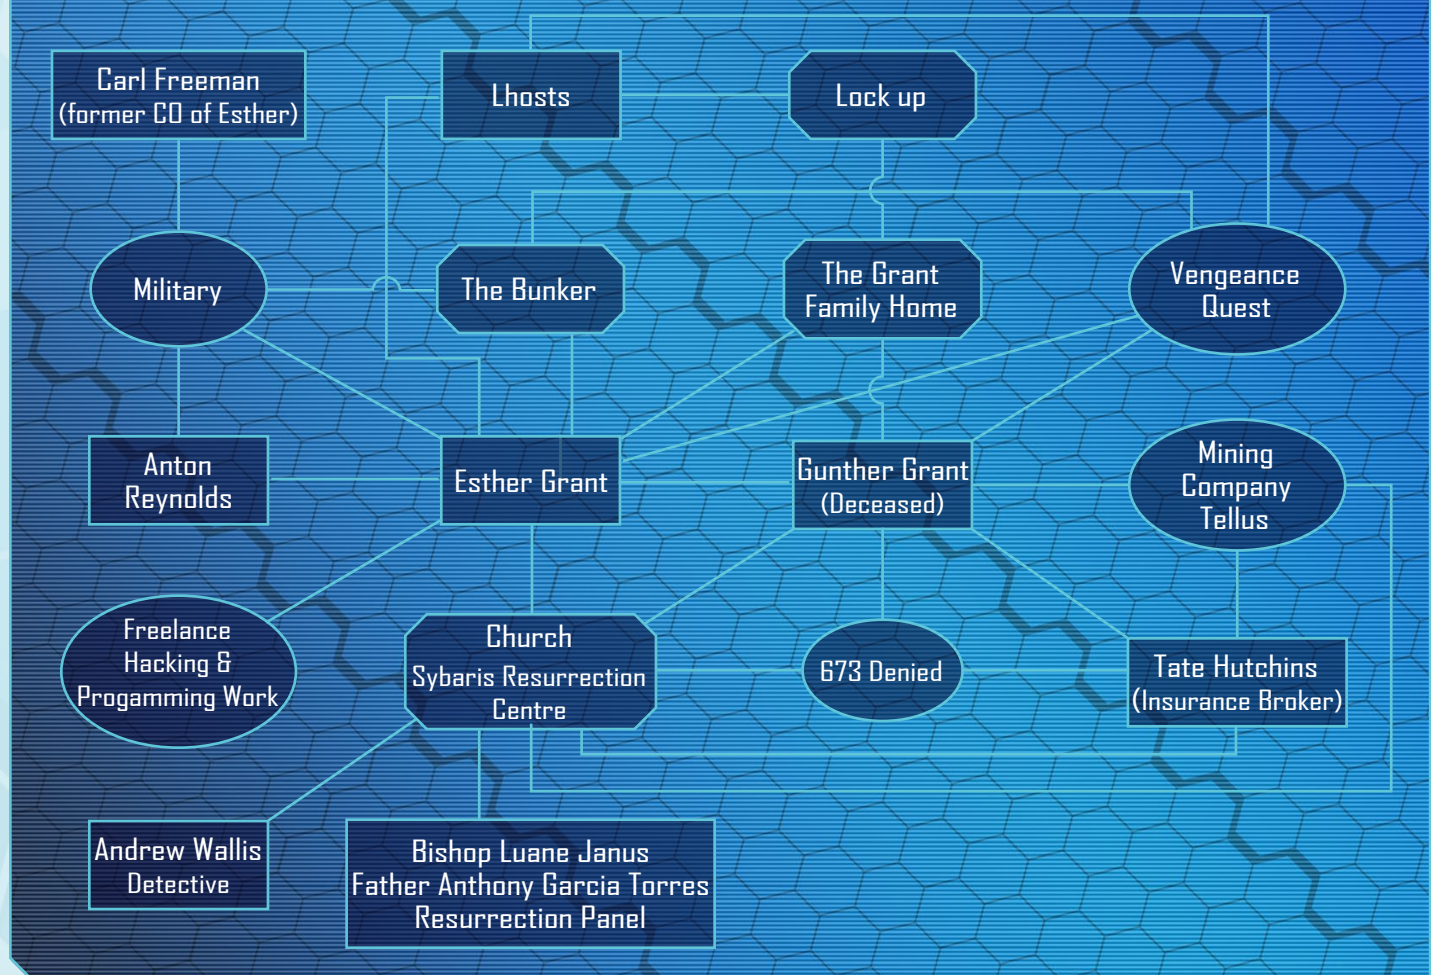 Carl Freeman
(former CO of Esther)
Lhosts
Lock up
Military
The Bunker
The Grant
Family Home
Vengeance
Quest
Anton
Reynolds
Esther Grant
Gunther Grant
(Deceased)
Mining
Company
Tellus
Freelance
Hacking &
Progamming Work
Church
Sybaris Resurrection
Centre
673 Denied
Tate Hutchins
(Insurance Broker)
Andrew Wallis
Detective
Bishop Luane Janus
Father Anthony Garcia Torres
Resurrection Panel